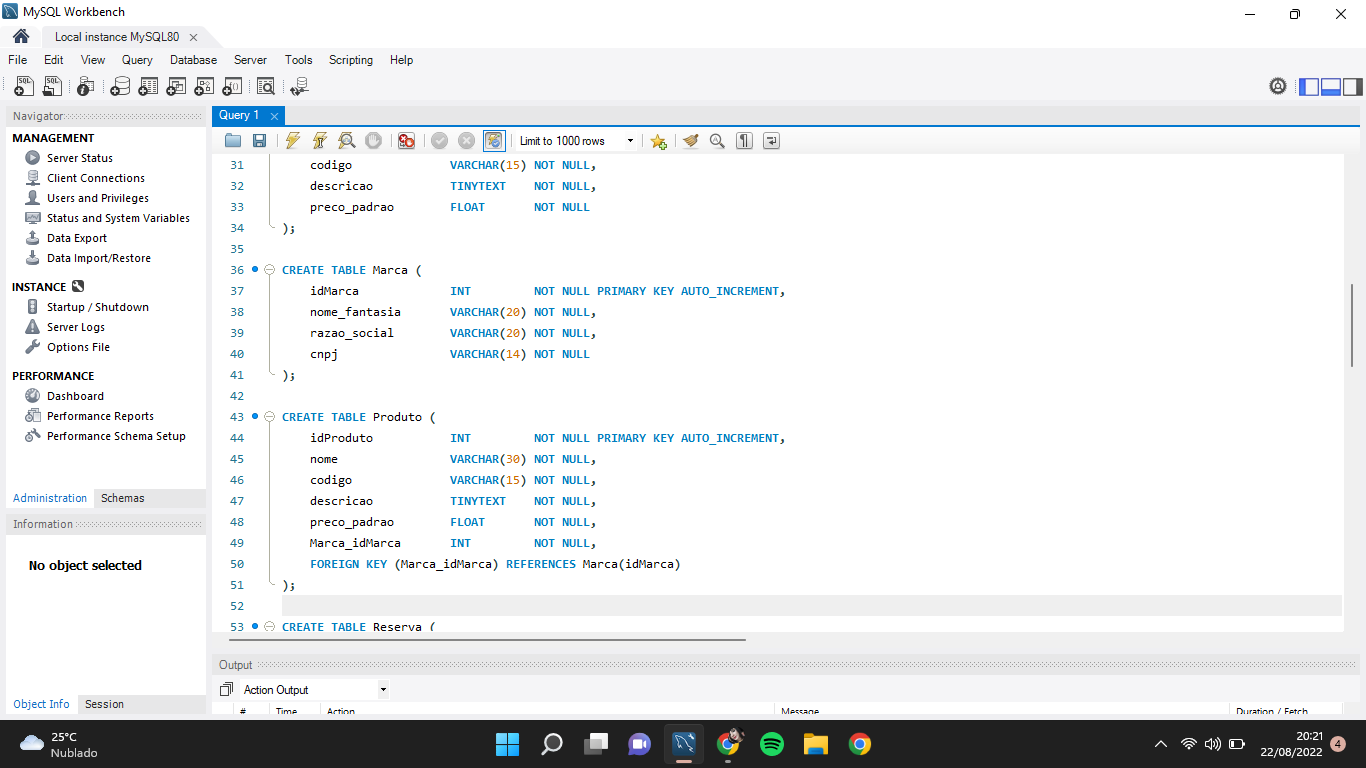 MySQL Workbench
Local instance MySQL80
File Edit View Query Database Server Tools Scripting Help
Navigator
MANAGEMENT
Server Status
Client Connections
Users and Privileges
Status and System Variables
Data Export
Data Import/Restore
INSTANCE
Startup / Shutdown
Server Logs
Options File
PERFORMANCE
Dashboard
Performance Reports
Performance Schema Setup
Administration Schemas
Information
No object selected
Object Info Session
Query 1
Limit to 1000 rows
31 codigo VARCHAR(15) NOT NULL,
32 descricao TINYTEXT NOT NULL,
33 preco_padrao FLOAT NOT NULL
34 );
35
36 CREATE TABLE Marca (
37 idMarca INT NOT NULL PRIMARY KEY AUTO_INCREMENT,
38 nome_fantasia VARCHAR(20) NOT NULL,
39 razao_social VARCHAR(20) NOT NULL,
40 cnpj VARCHAR(14) NOT NULL
41 );
42
43 CREATE TABLE Produto (
44 idProduto INT NOT NULL PRIMARY KEY AUTO_INCREMENT,
45 nome VARCHAR(30) NOT NULL,
46 codigo VARCHAR(15) NOT NULL,
47 descricao TINYTEXT NOT NULL,
48 preco_padrao FLOAT NOT NULL,
49 Marca_idMarca INT NOT NULL,
50 FOREIGN KEY (Marca_idMarca) REFERENCES Marca(idMarca)
51 );
52
53 CREATE TABLE Reserva (
Output
Action Output
# Time Action Message Duration / Fetch
25°C
Nublado
20:21
22/08/2022
4